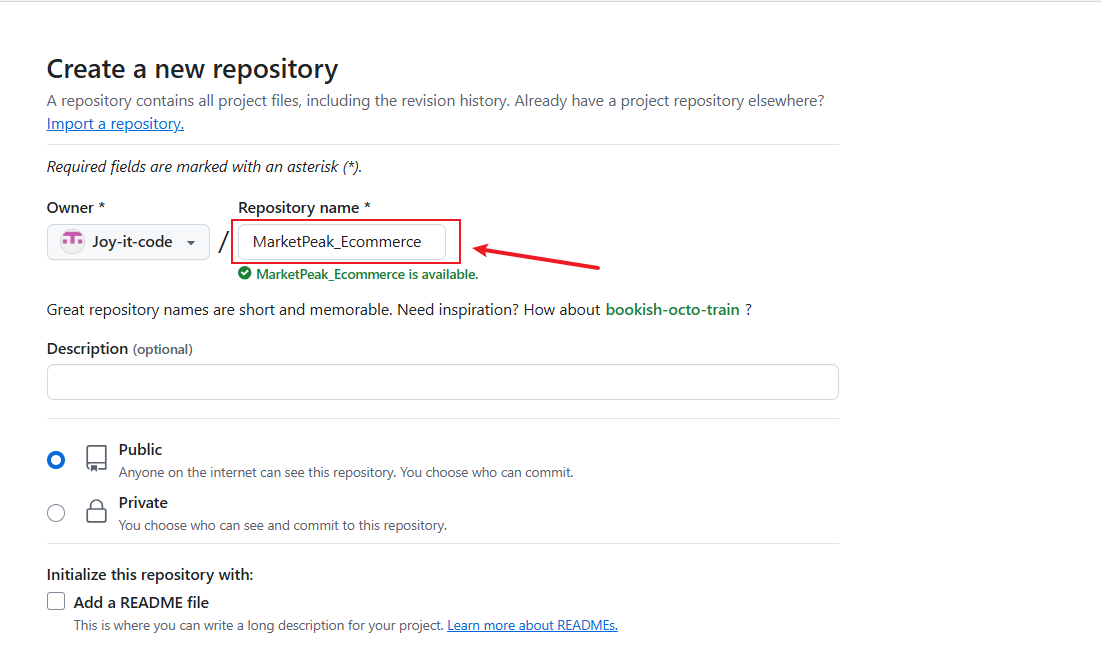 Create a new repository
A repository contains all project files, including the revision history. Already have a project repository elsewhere?
Import a repository.
Required fields are marked with an asterisk (*).
Owner *
Repository name *
Joy-it-code
/
MarketPeak_Ecommerce
MarketPeak_Ecommerce is available.
Great repository names are short and memorable. Need inspiration? How about bookish-octo-train ?
Description (optional)
Public
Anyone on the internet can see this repository. You choose who can commit.
Private
You choose who can see and commit to this repository.
Initialize this repository with:
Add a README file
This is where you can write a long description for your project. Learn more about READMEs.